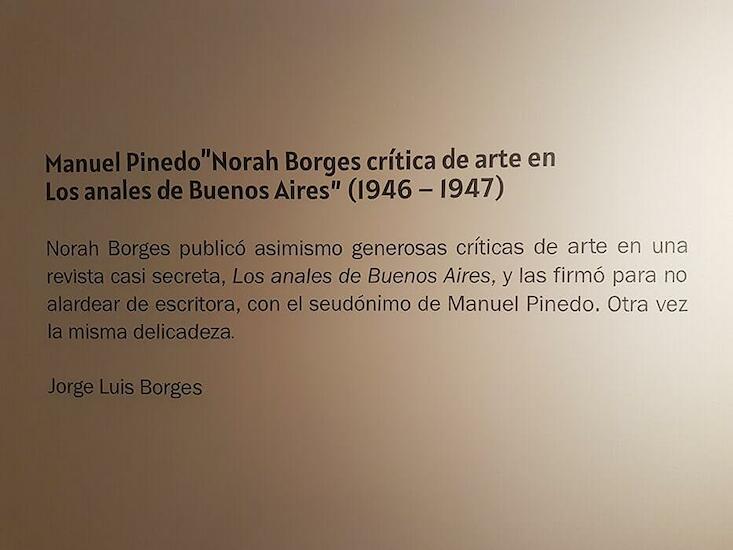 Manuel Pinedo"Norah Borges crítica de arte en
Los anales de Buenos Aires" (1946 – 1947)
Norah Borges publicó asimismo generosas críticas de arte en una
revista casi secreta, Los anales de Buenos Aires, y las firmó para no
alardear de escritora, con el seudónimo de Manuel Pinedo. Otra vez
la misma delicadeza.
Jorge Luis Borges